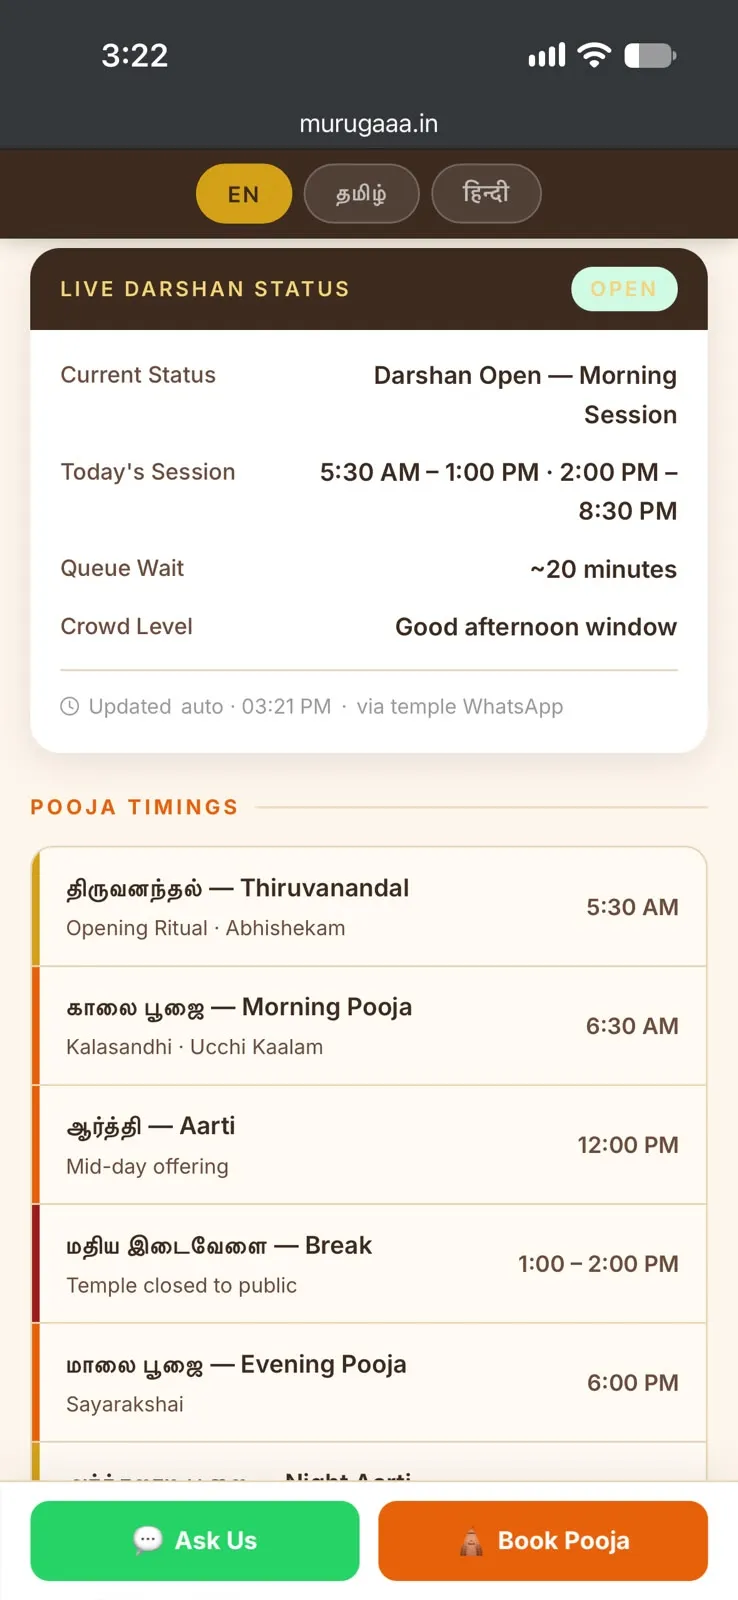 3:22
murugaaa.in
EN
தமிழ்
हिन्दी
LIVE DARSHAN STATUS
OPEN
Current Status
Darshan Open — Morning
Session
Today's Session
5:30 AM – 1:00 PM · 2:00 PM –
8:30 PM
Queue Wait
~20 minutes
Crowd Level
Good afternoon window
Updated auto · 03:21 PM · via temple WhatsApp
POOJA TIMINGS
திருவனந்தல் — Thiruvanandal
Opening Ritual · Abhishekam
5:30 AM
காலை பூஜை — Morning Pooja
Kalasandhi · Ucchi Kaalam
6:30 AM
ஆர்த்தி — Aarti
Mid-day offering
12:00 PM
மதிய இடைவேளை — Break
Temple closed to public
1:00 – 2:00 PM
மாலை பூஜை — Evening Pooja
Sayarakshai
6:00 PM
— Night Aarti
Ask Us
Book Pooja